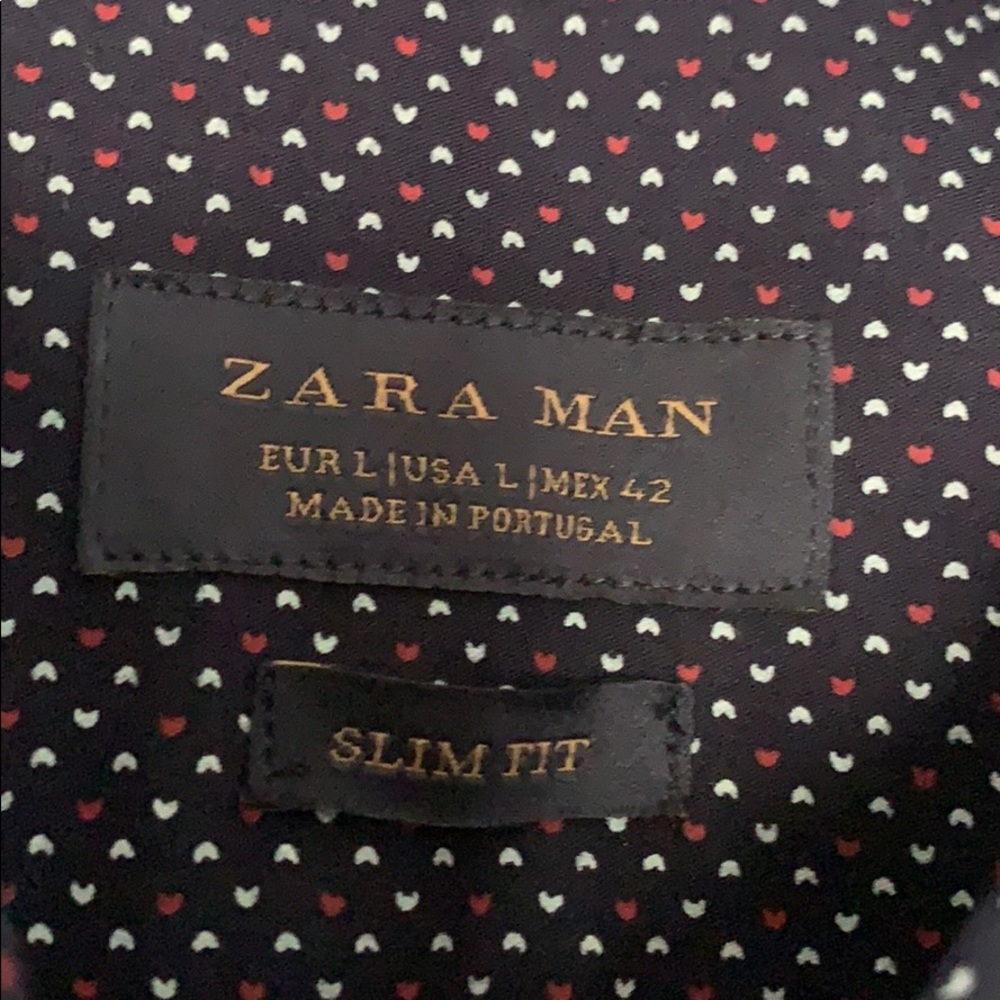 ZARA MAN
EUR L|USA L|MEX 42
MADE IN PORTUGAL
SLIM FIT